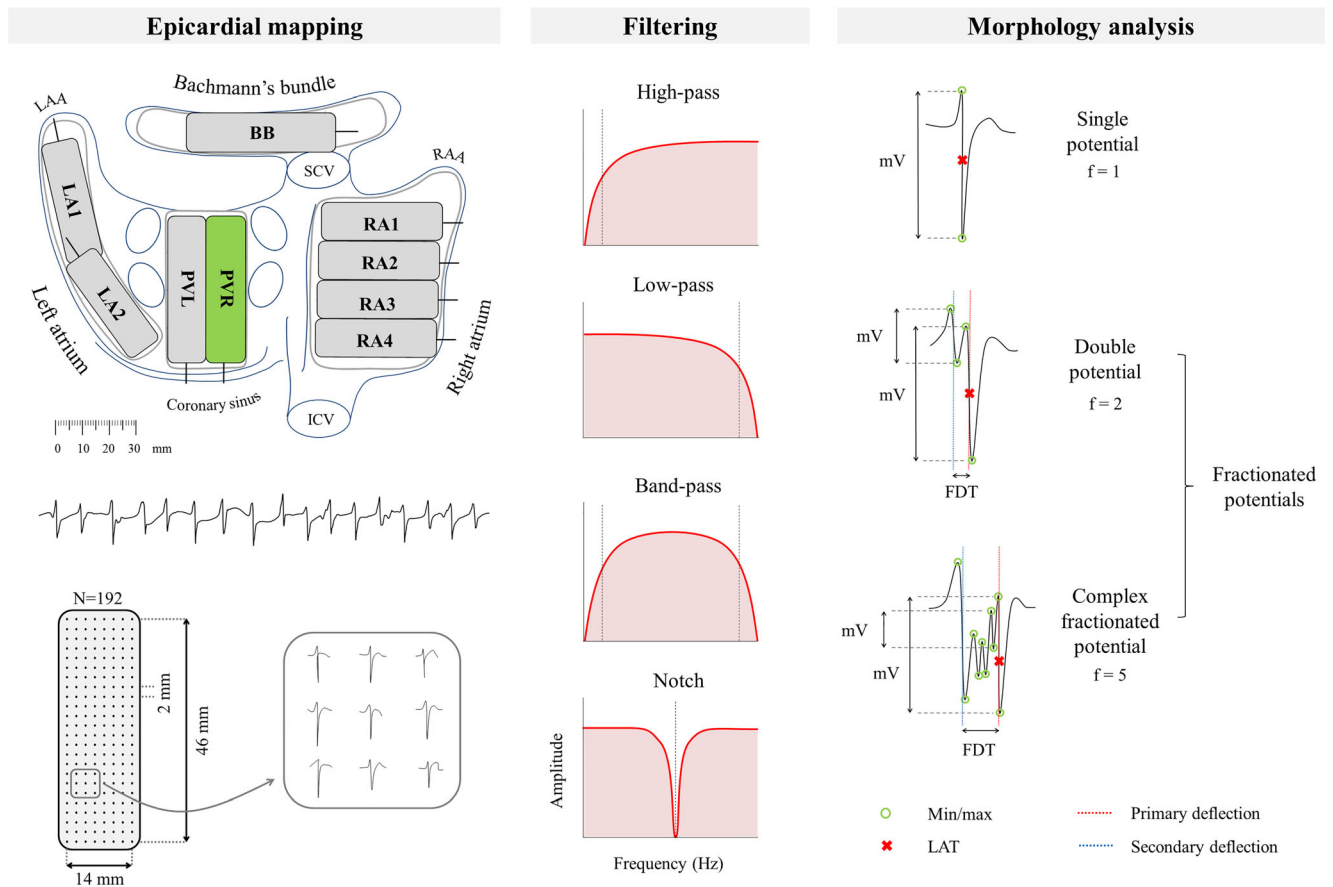 Epicardial mapping
Bachmann's bundle
LAA
BB
RAA
SCV
LA1
LA2
PVL
PVR
RA1
RA2
RA3
RA4
Left atrium
Right atrium
Coronary sinus
ICV
0 10 20 30 mm
N=192
2 mm
46 mm
14 mm
Filtering
High-pass
Low-pass
Band-pass
Notch
Amplitude
Frequency (Hz)
Morphology analysis
mV
Single
potential
f = 1
mV
mV
FDT
Double
potential
f = 2
Fractionated
potentials
mV
mV
FDT
Complex
fractionated
potential
f = 5
Min/max
LAT
Primary deflection
Secondary deflection